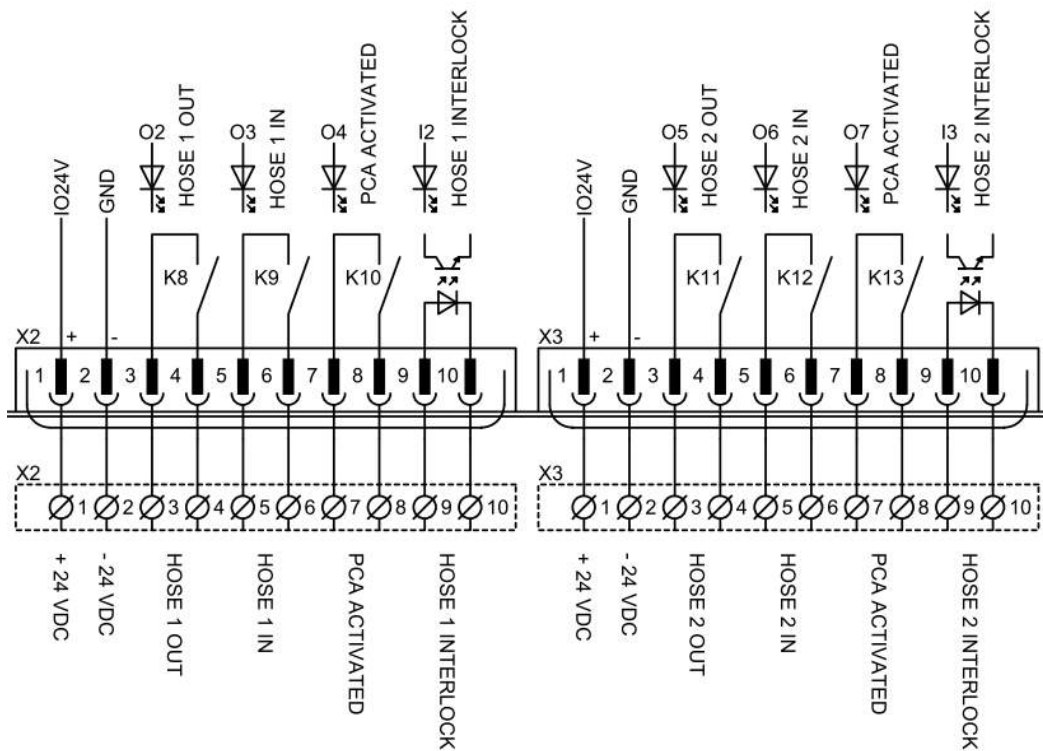 IO24V
GND
O2
HOSE 1 OUT
O3
HOSE 1 IN
O4
PCA ACTIVATED
I2
HOSE 1 INTERLOCK
IO24V
GND
O5
HOSE 2 OUT
O6
HOSE 2 IN
O7
PCA ACTIVATED
I3
HOSE 2 INTERLOCK
K8
K9
K10
K11
K12
K13
X2 + -
X3 + -
1 2 3 4 5 6 7 8 9 10
1 2 3 4 5 6 7 8 9 10
X2
X3
1 2 3 4 5 6 7 8 9 10
1 2 3 4 5 6 7 8 9 10
+ 24 VDC
- 24 VDC
HOSE 1 OUT
HOSE 1 IN
PCA ACTIVATED
HOSE 1 INTERLOCK
+ 24 VDC
- 24 VDC
HOSE 2 OUT
HOSE 2 IN
PCA ACTIVATED
HOSE 2 INTERLOCK